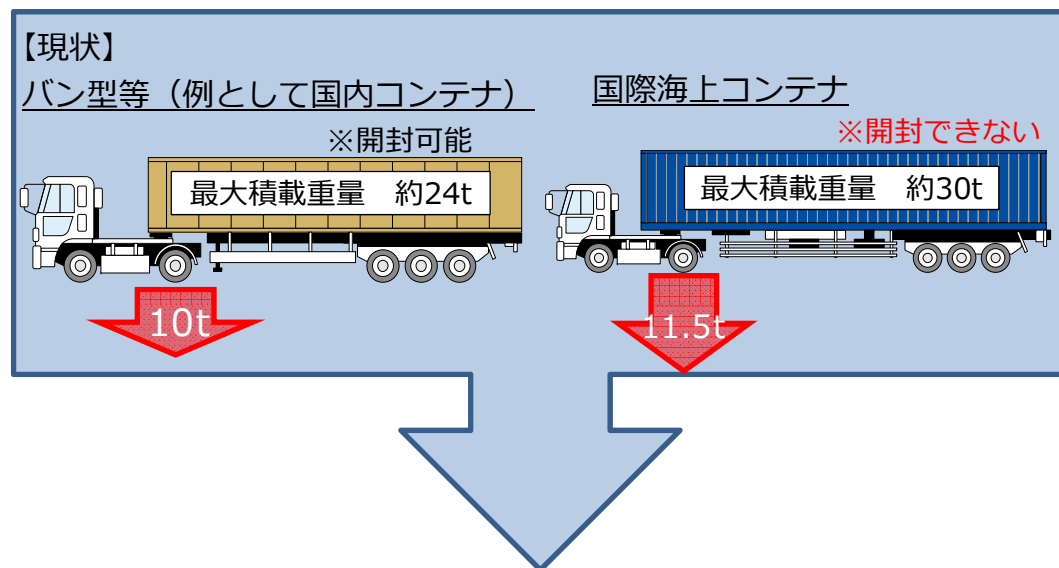 【現状】
バン型等（例として国内コンテナ）
※開封可能
最大積載重量　約24t
10t
国際海上コンテナ
※開封できない
最大積載重量　約30t
11.5t